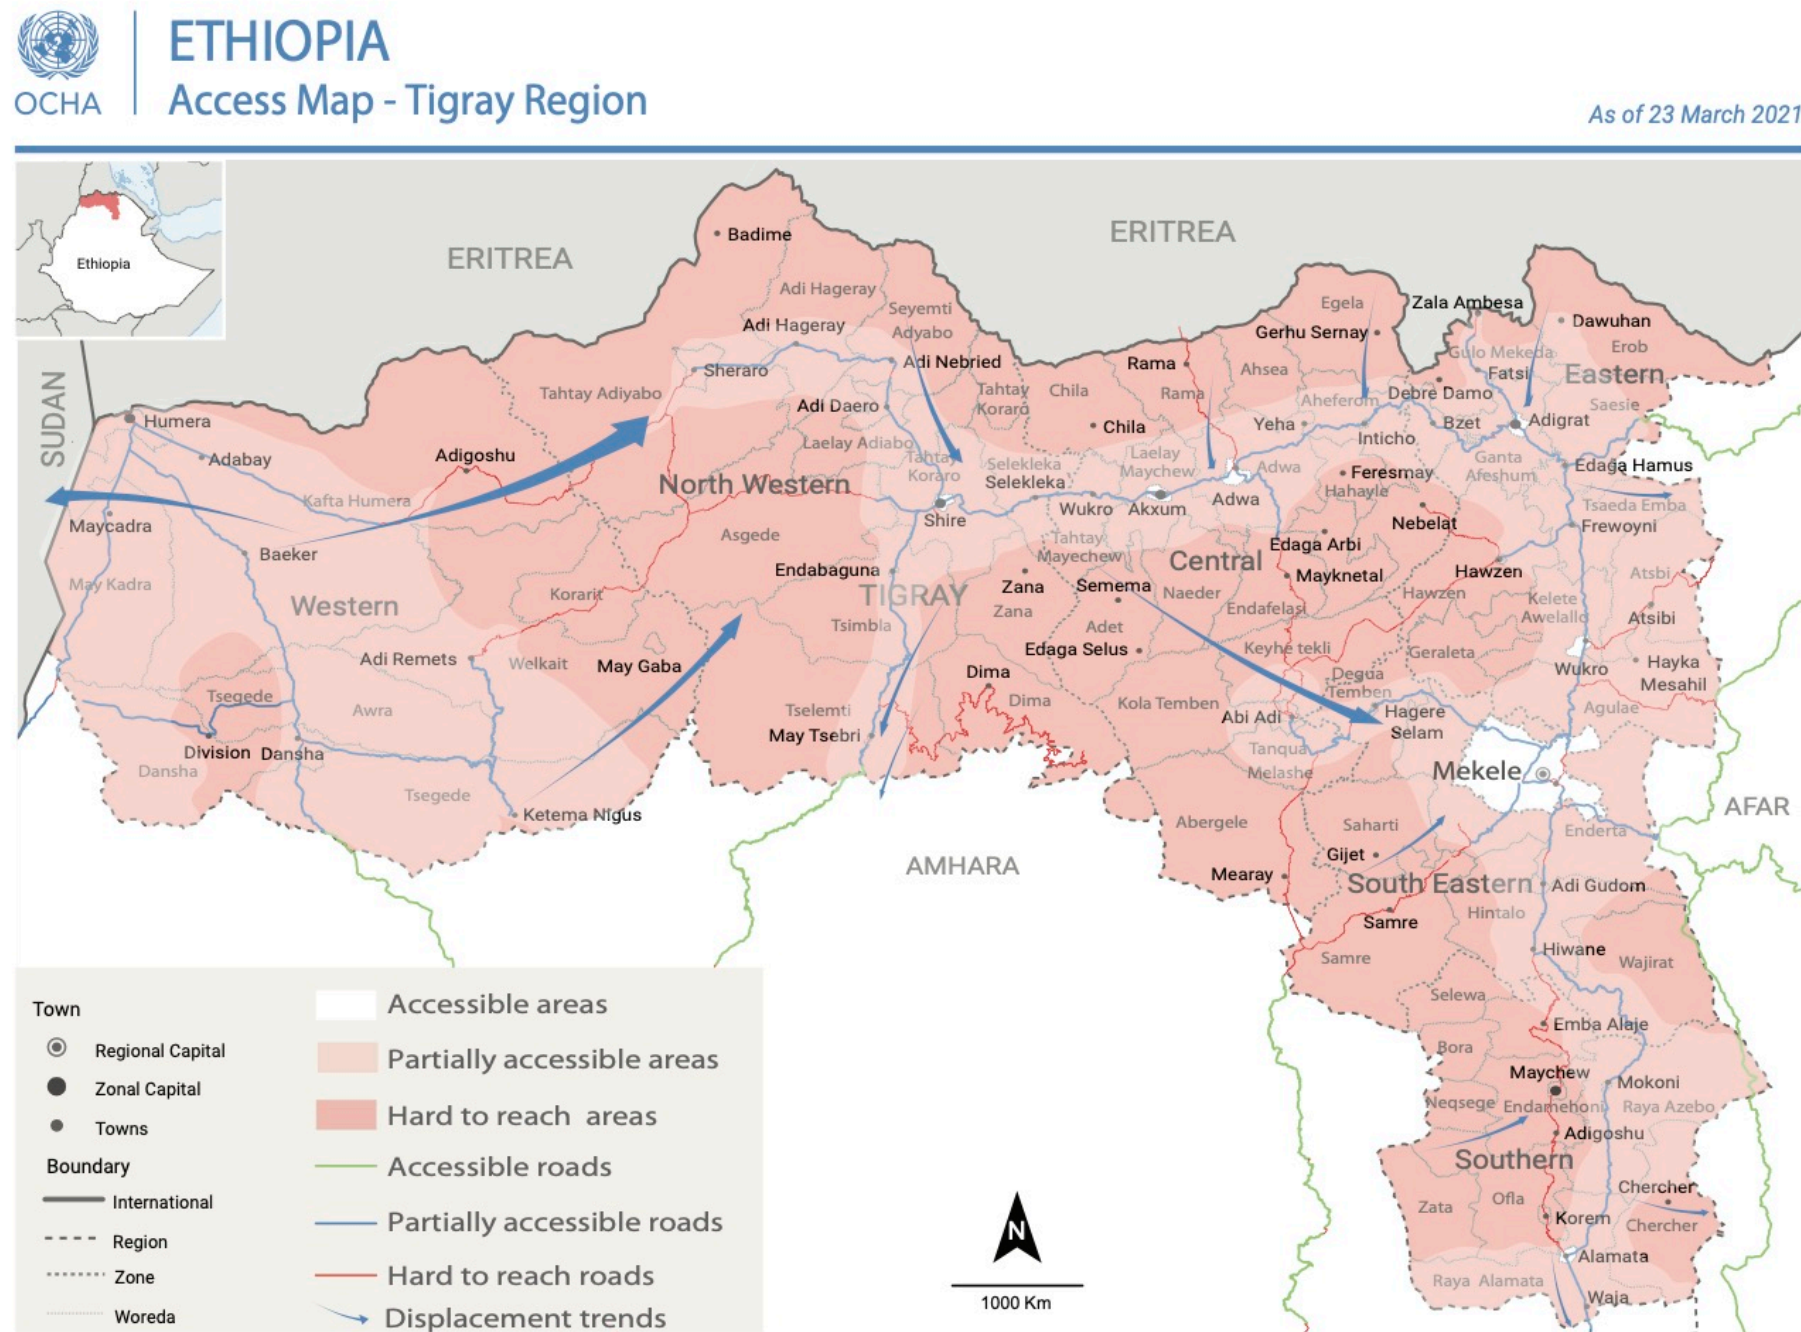 ETHIOPIA
OCHA
Access Map - Tigray Region
As of 23 March 2021
Ethiopia
ERITREA
ERITREA
SUDAN
AMHARA
AFAR
TIGRAY
Badime
Adi Hageray
Seyemti
Adyabo
Adi Hageray
Adi Nebried
Sheraro
Tahtay Adiyabo
Adi Daero
Laelay Adiabo
Tahtay
Koraro
Tahtay
Koraro
Chila
Chila
Rama
Rama
Egela
Gerhu Sernay
Ahsea
Zala Ambesa
Dawuhan
Erob
Gulo Mekeda
Fatsi
Eastern
Saesie
Aheferom
Debre Damo
Yeha
Inticho
Bzet
Adigrat
Humera
Adabay
Adigoshu
Kafta Humera
North Western
Selekleka
Selekleka
Laelay
Maychew
Adwa
Adwa
Feresmay
Hahayle
Ganta
Afeshum
Edaga Hamus
Tsaeda Emba
Maycadra
Baeker
Shire
Wukro
Akxum
Nebelat
Frewoyni
Asgede
Tahtay
Mayechew
Central
Edaga Arbi
May Kadra
Western
Korarit
Endabaguna
Zana
Zana
Semema
Naeder
Mayknetal
Endafelasi
Hawzen
Hawzen
Kelete
Awelallo
Atsbi
Atsibi
Tsimbla
Adet
Edaga Selus
Keyhe tekli
Geraleta
Adi Remets
Welkait
May Gaba
Dima
Dima
Degua
Temben
Wukro
Hayka
Mesahil
Tsegede
Awra
Tselemti
May Tsebri
Kola Temben
Abi Adi
Hagere
Selam
Agulae
Division
Dansha
Dansha
Tanqua
Melashe
Mekele
Tsegede
Ketema Nigus
Abergele
Saharti
Enderta
Gijet
Mearay
South Eastern
Adi Gudom
Samre
Hintalo
Samre
Hiwane
Wajirat
Selewa
Emba Alaje
Bora
Maychew
Mokoni
Neqsege
Endamehoni
Raya Azebo
Adigoshu
Southern
Zata
Ofla
Korem
Chercher
Chercher
Alamata
Raya Alamata
Waja
Town
Regional Capital
Zonal Capital
Towns
Boundary
International
Region
Zone
Woreda
Accessible areas
Partially accessible areas
Hard to reach areas
Accessible roads
Partially accessible roads
Hard to reach roads
Displacement trends
N
1000 Km